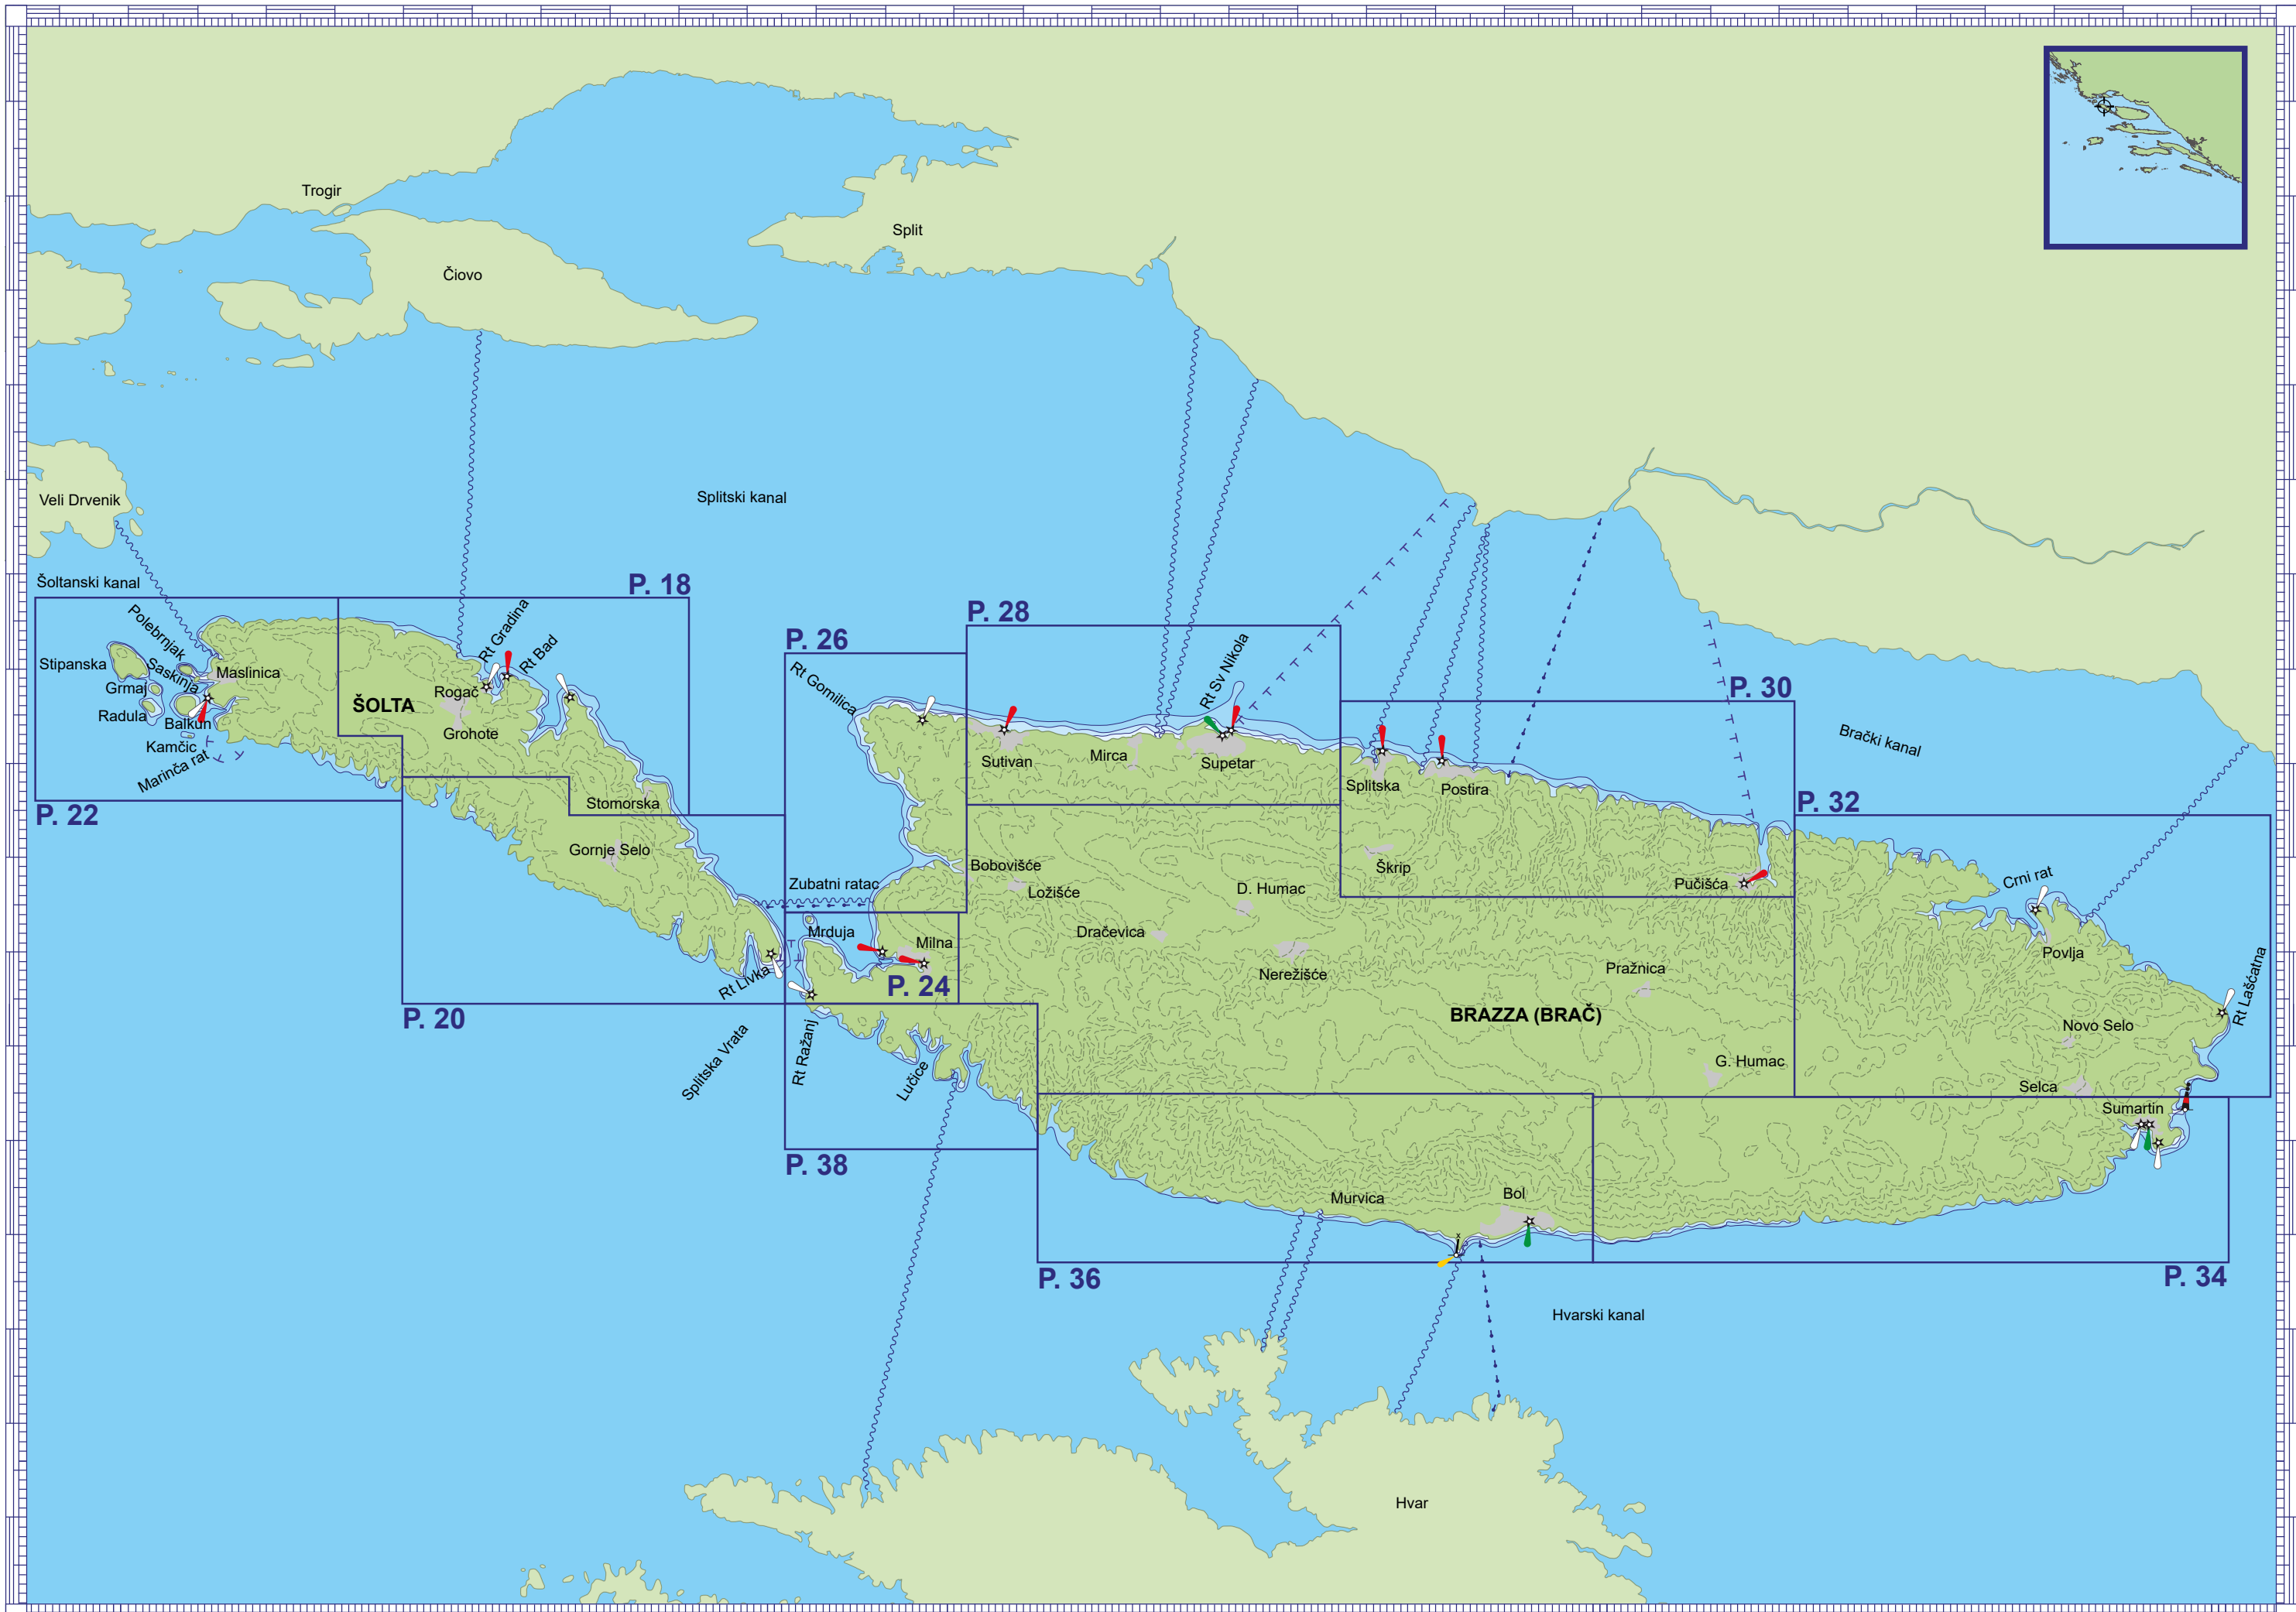 Trogir
Split
Čiovo
Splitski kanal
Veli Drvenik
Šoltanski kanal
P. 18
P. 28
P. 26
P. 30
Polebrnjak
Rt Gradina
Rt Bad
Stipanska
Saskinja
Maslinica
Grmaj
Radula
Balkun
Kamčic
Marinča rat
Rogač
ŠOLTA
Grohote
Rt Gomilica
Rt Sv Nikola
Sutivan
Mirca
Supetar
Splitska
Postira
Brački kanal
P. 22
P. 32
Stomorska
Gornje Selo
Bobovišće
Ložišće
Zubatni ratac
D. Humac
Škrip
Pučišća
Crni rat
Mrduja
Milna
Dračevica
Nerežišće
Pražnica
Povlja
P. 24
Rt Livka
P. 20
BRAZZA (BRAČ)
Rt Lašćatna
Novo Selo
Splitska Vrata
Rt Ražanj
Lučice
G. Humac
Selca
Sumartin
P. 38
Murvica
Bol
x
P. 36
P. 34
Hvarski kanal
Hvar